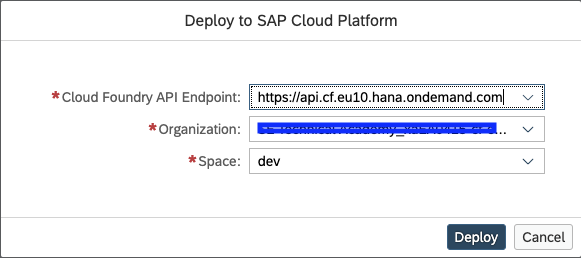 Deploy to SAP Cloud Platform
*Cloud Foundry API Endpoint: https://api.cf.eu10.hana.ondemand.com
*Organization: ...
*Space: dev
Deploy Cancel